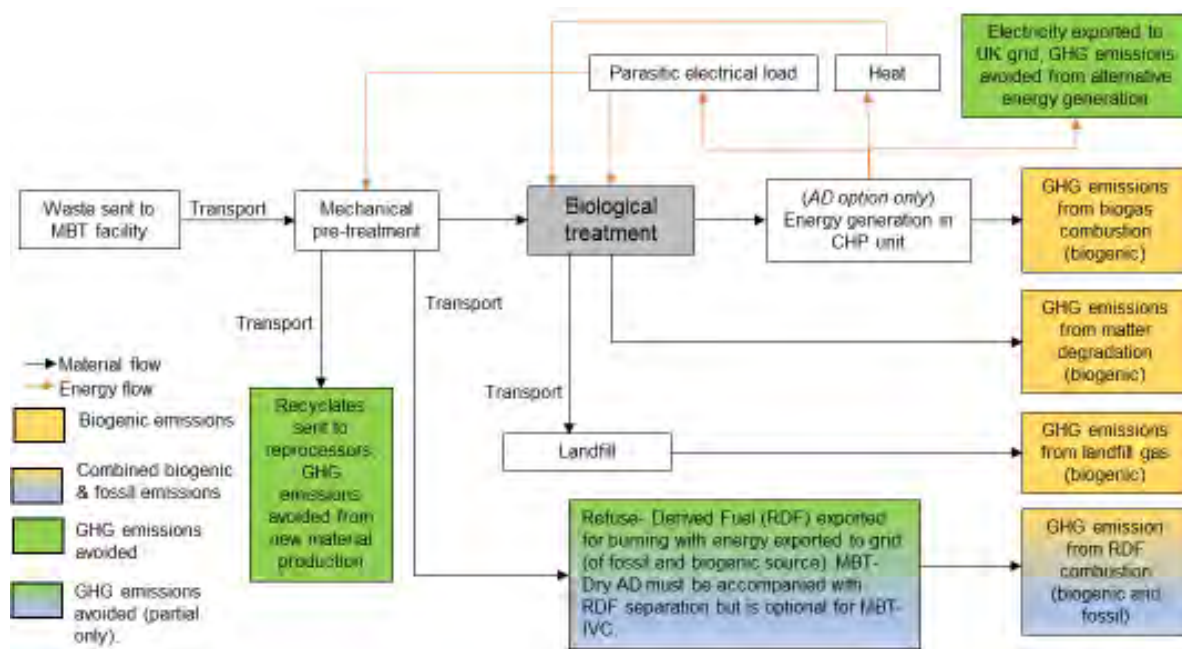 Electricity exported to
UK grid, GHG emissions
avoided from alternative
energy generation
Parasitic electrical load
Heat
Waste sent to
MBT facility
Transport
Mechanical
pre-treatment
Biological
treatment
(AD option only)
Energy generation in
CHP unit
GHG emissions
from biogas
combustion
(biogenic)
Transport
Transport
GHG emissions
from matter
degradation
(biogenic)
Material flow
Energy flow
Biogenic emissions
Combined biogenic
& fossil emissions
GHG emissions
avoided
GHG emissions
avoided (partial
only).
Recyclates
sent to
reprocessors,
GHG
emissions
avoided from
new material
production
Transport
Landfill
GHG emissions
from landfill gas
(biogenic)
Refuse- Derived Fuel (RDF) exported
for burning with energy exported to grid
(of fossil and biogenic source). MBT-
Dry AD must be accompanied with
RDF separation but is optional for MBT-
IVC.
GHG emission
from RDF
combustion
(biogenic and
fossil)